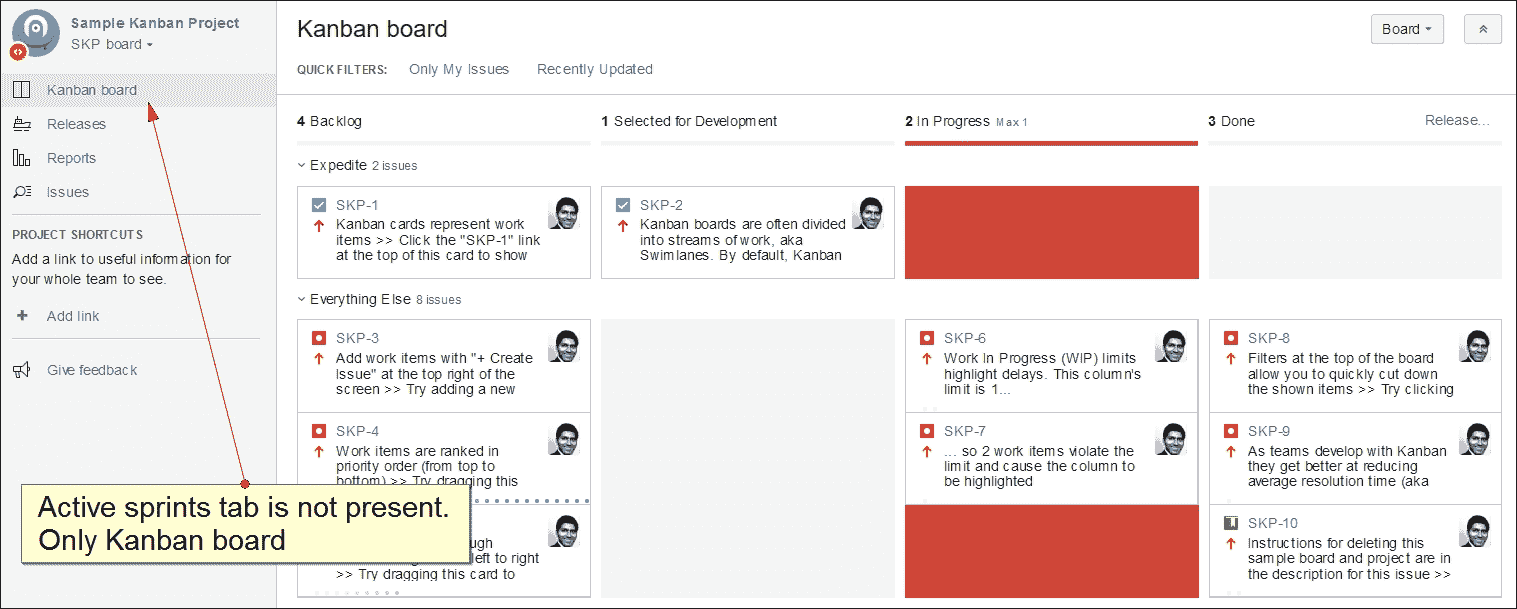 Sample Kanban Project
SKP board
Kanban board
Releases
Reports
Issues
PROJECT SHORTCUTS
Add a link to useful information for
your whole team to see.
+ Add link
Give feedback
Active sprints tab is not present.
Only Kanban board
Kanban board
Board
QUICK FILTERS: Only My Issues Recently Updated
4 Backlog
1 Selected for Development
2 In Progress Max 1
3 Done
Release...
Expedite 2 issues
SKP-1
Kanban cards represent work
items >> Click the "SKP-1" link
at the top of this card to show
SKP-2
Kanban boards are often divided
into streams of work, aka
Swimlanes. By default, Kanban
Everything Else 8 issues
SKP-3
Add work items with "+ Create
Issue" at the top right of the
screen >> Try adding a new
SKP-4
Work items are ranked in
priority order (from top to
bottom) >> Try dragging this
left to right
>> Try dragging this card to
SKP-6
Work In Progress (WIP) limits
highlight delays. This column's
limit is 1...
SKP-7
... so 2 work items violate the
limit and cause the column to
be highlighted
SKP-8
Filters at the top of the board
allow you to quickly cut down
the shown items >> Try clicking
SKP-9
As teams develop with Kanban
they get better at reducing
average resolution time (aka
SKP-10
Instructions for deleting this
sample board and project are in
the description for this issue >>